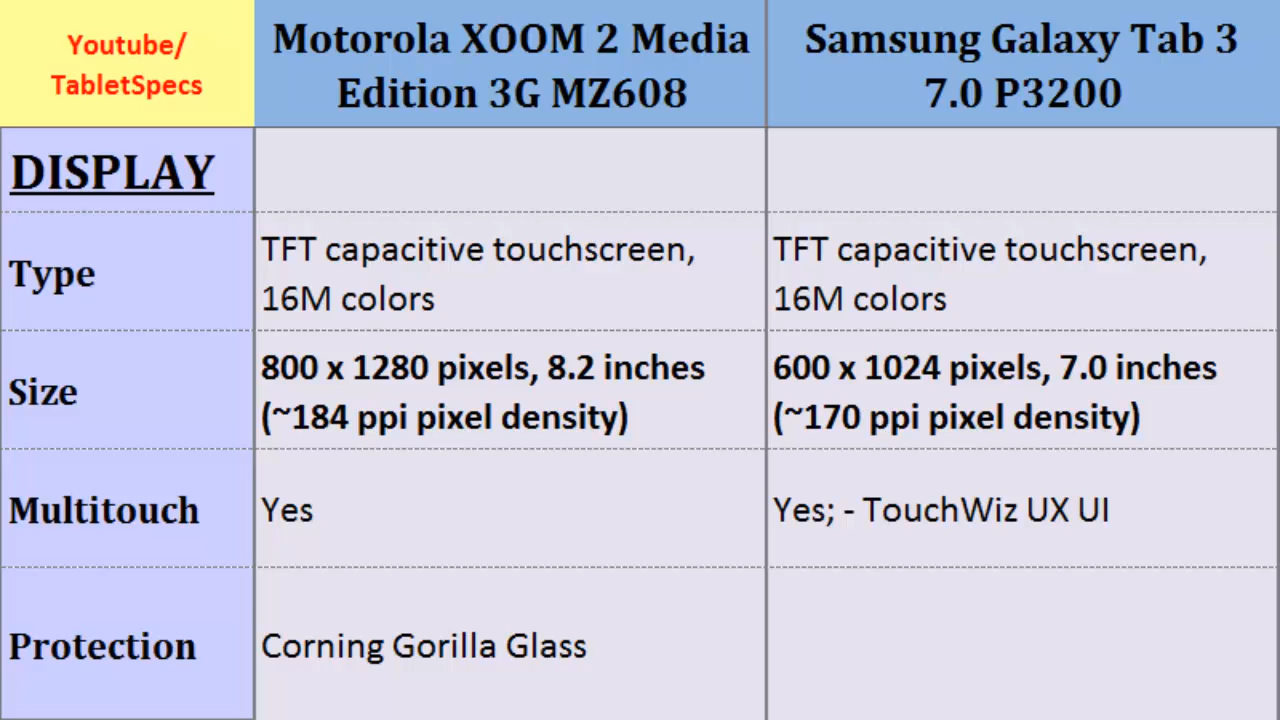 Youtube/
TabletSpecs
Motorola XOOM 2 Media
Edition 3G MZ608
Samsung Galaxy Tab 3
7.0 P3200
DISPLAY
Type
TFT capacitive touchscreen,
16M colors
TFT capacitive touchscreen,
16M colors
Size
800 x 1280 pixels, 8.2 inches
(~184 ppi pixel density)
600 x 1024 pixels, 7.0 inches
(~170 ppi pixel density)
Multitouch
Yes
Yes; - TouchWiz UX UI
Protection
Corning Gorilla Glass